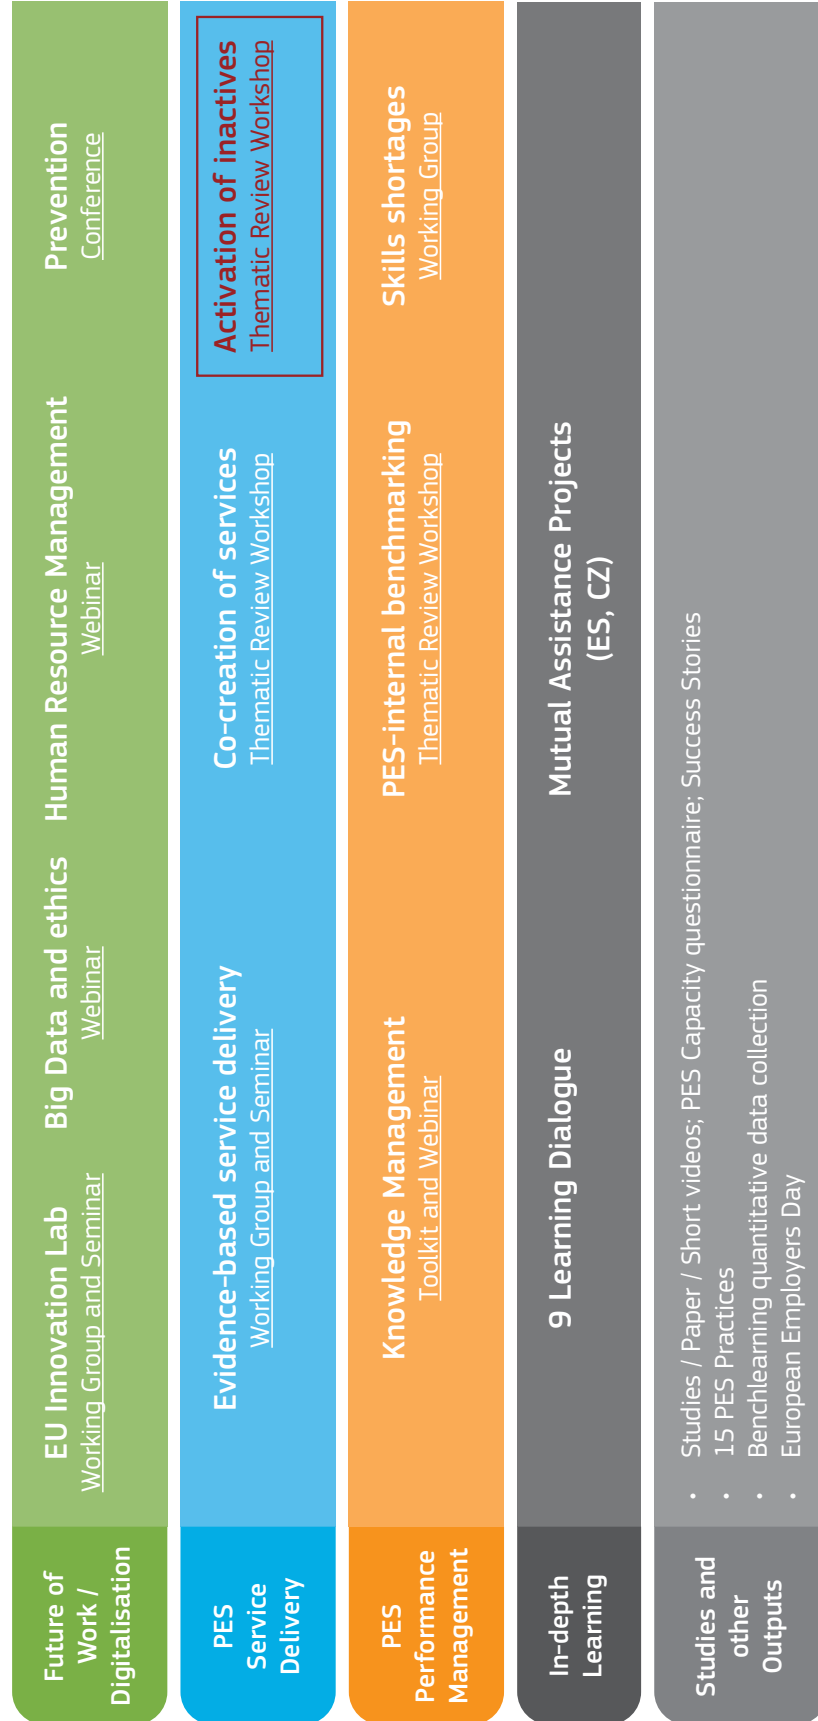 Future of
Work /
Digitalisation
EU Innovation Lab
Working Group and Seminar
Big Data and ethics
Webinar
Human Resource Management
Webinar
Prevention
Conference
PES
Service
Delivery
Evidence-based service delivery
Working Group and Seminar
Co-creation of services
Thematic Review Workshop
Activation of inactives
Thematic Review Workshop
PES
Performance
Management
Knowledge Management
Toolkit and Webinar
PES-internal benchmarking
Thematic Review Workshop
Skills shortages
Working Group
In-depth
Learning
9 Learning Dialogue
Mutual Assistance Projects
(ES, CZ)
Studies and
other
Outputs
• Studies / Paper / Short videos; PES Capacity questionnaire; Success Stories
• 15 PES Practices
• Benchlearning quantitative data collection
• European Employers Day